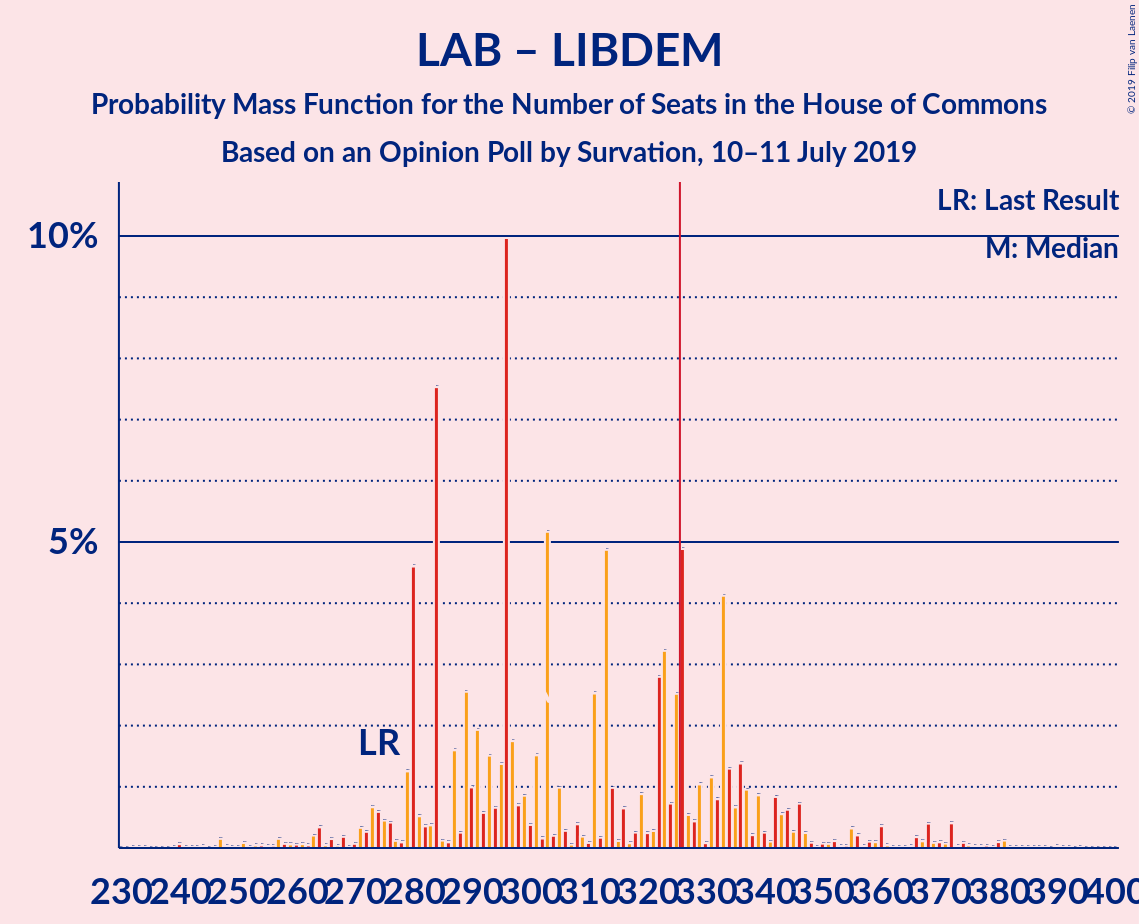 LAB – LIBDEM
Probability Mass Function for the Number of Seats in the House of Commons
Based on an Opinion Poll by Survation, 10–11 July 2019
© 2019 Filip van Laenen
LR: Last Result
M: Median
10%
5%
LR
230 240 250 260 270 280 290 300 310 320 330 340 350 360 370 380 390 400